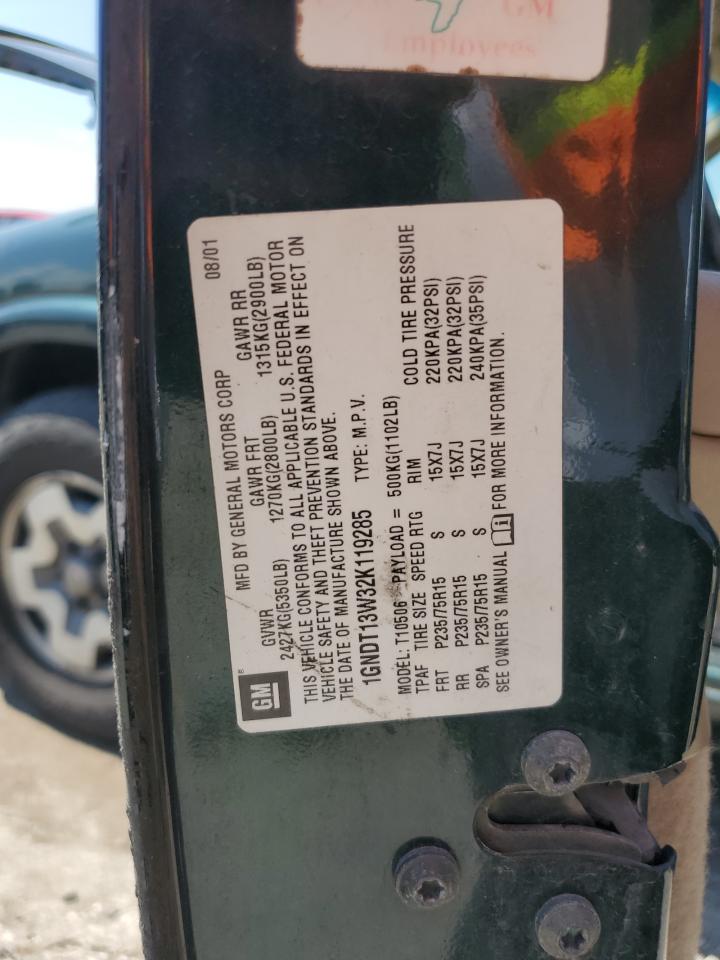 GM
Employees
GM®
MFD BY GENERAL MOTORS CORP 08/01
GVWR GAWR FRT GAWR RR
2427KG(5350LB) 1270KG(2800LB) 1315KG(2900LB)
THIS VEHICLE CONFORMS TO ALL APPLICABLE U.S. FEDERAL MOTOR
VEHICLE SAFETY AND THEFT PREVENTION STANDARDS IN EFFECT ON
THE DATE OF MANUFACTURE SHOWN ABOVE.
1GNDT13W32K119285 TYPE: M.P.V.
MODEL: T10506 PAYLOAD = 500KG(1102LB)
TPAF TIRE SIZE SPEED RTG RIM COLD TIRE PRESSURE
FRT P235/75R15 S 15X7J 220KPA(32PSI)
RR P235/75R15 S 15X7J 220KPA(32PSI)
SPA P235/75R15 S 15X7J 240KPA(35PSI)
SEE OWNER'S MANUAL FOR MORE INFORMATION.